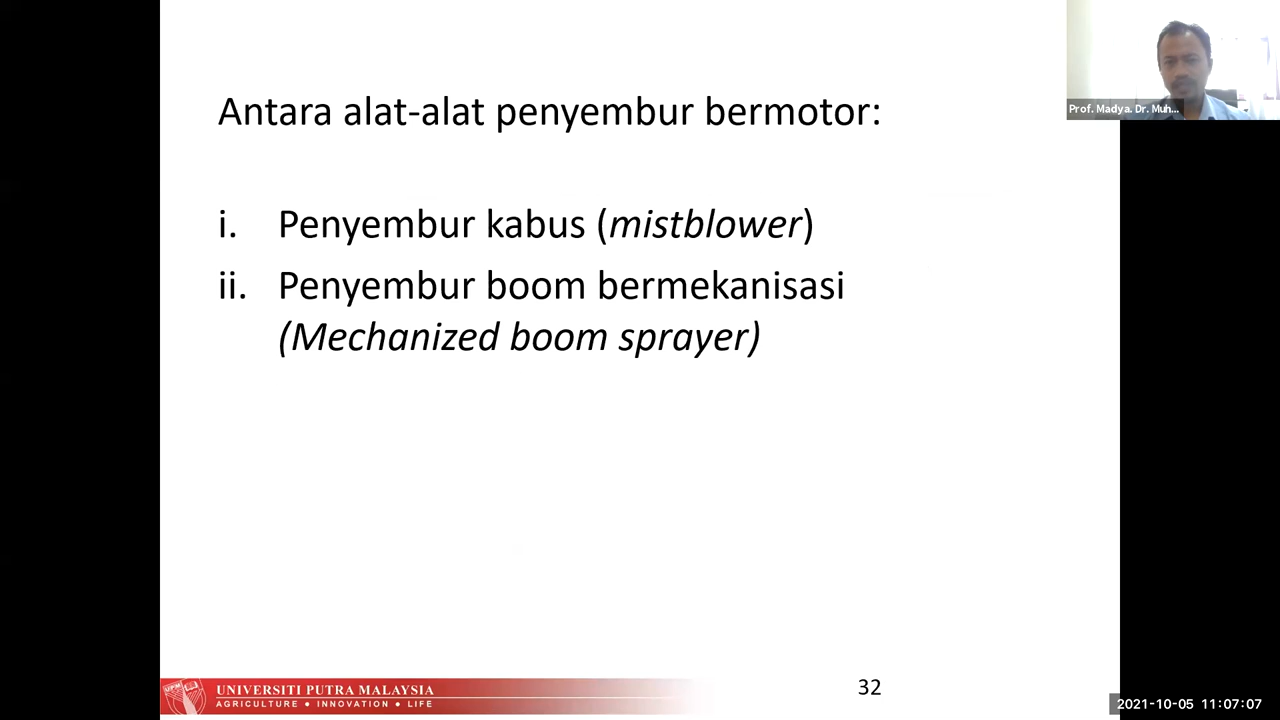 Prof. Madya. Dr. Muh...
Antara alat-alat penyembur bermotor:
i. Penyembur kabus (mistblower)
ii. Penyembur boom bermekanisasi
(Mechanized boom sprayer)
UPM
UNIVERSITI PUTRA MALAYSIA
AGRICULTURE • INNOVATION • LIFE
32
2021-10-05 11:07:07